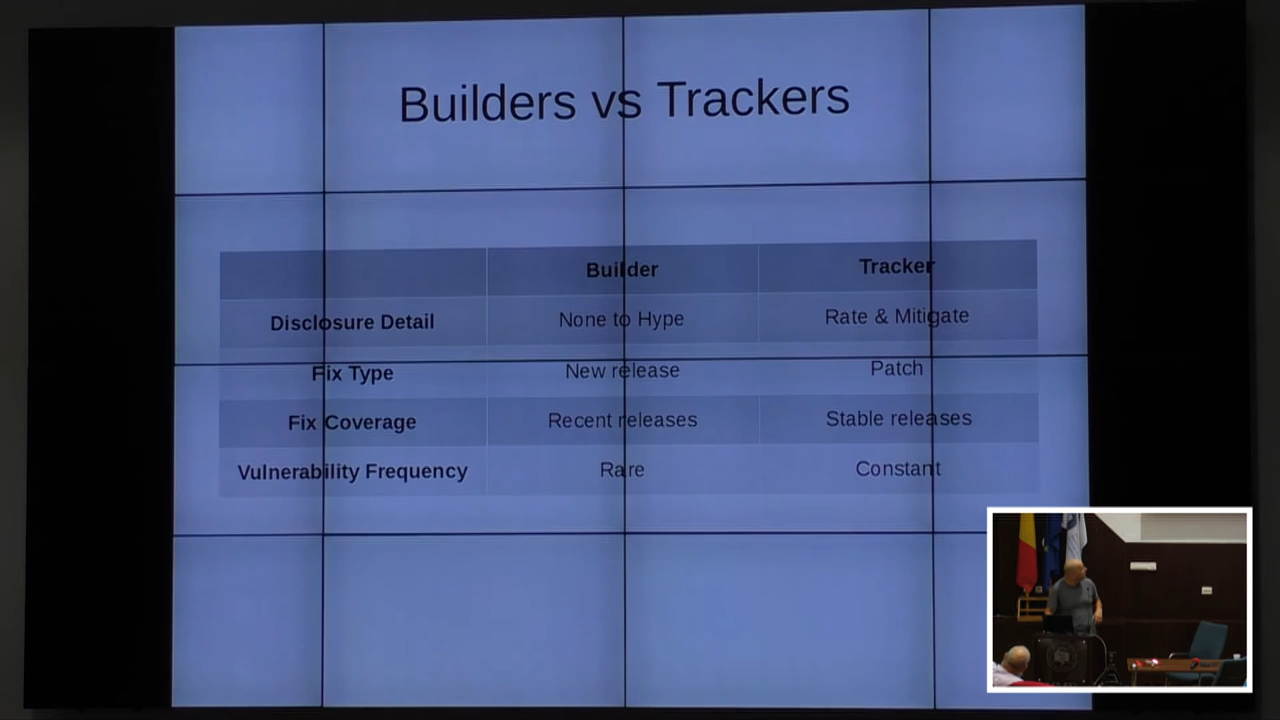 Builders vs Trackers
Builder Tracker
Disclosure Detail None to Hype Rate & Mitigate
Fix Type New release Patch
Fix Coverage Recent releases Stable releases
Vulnerability Frequency Rare Constant